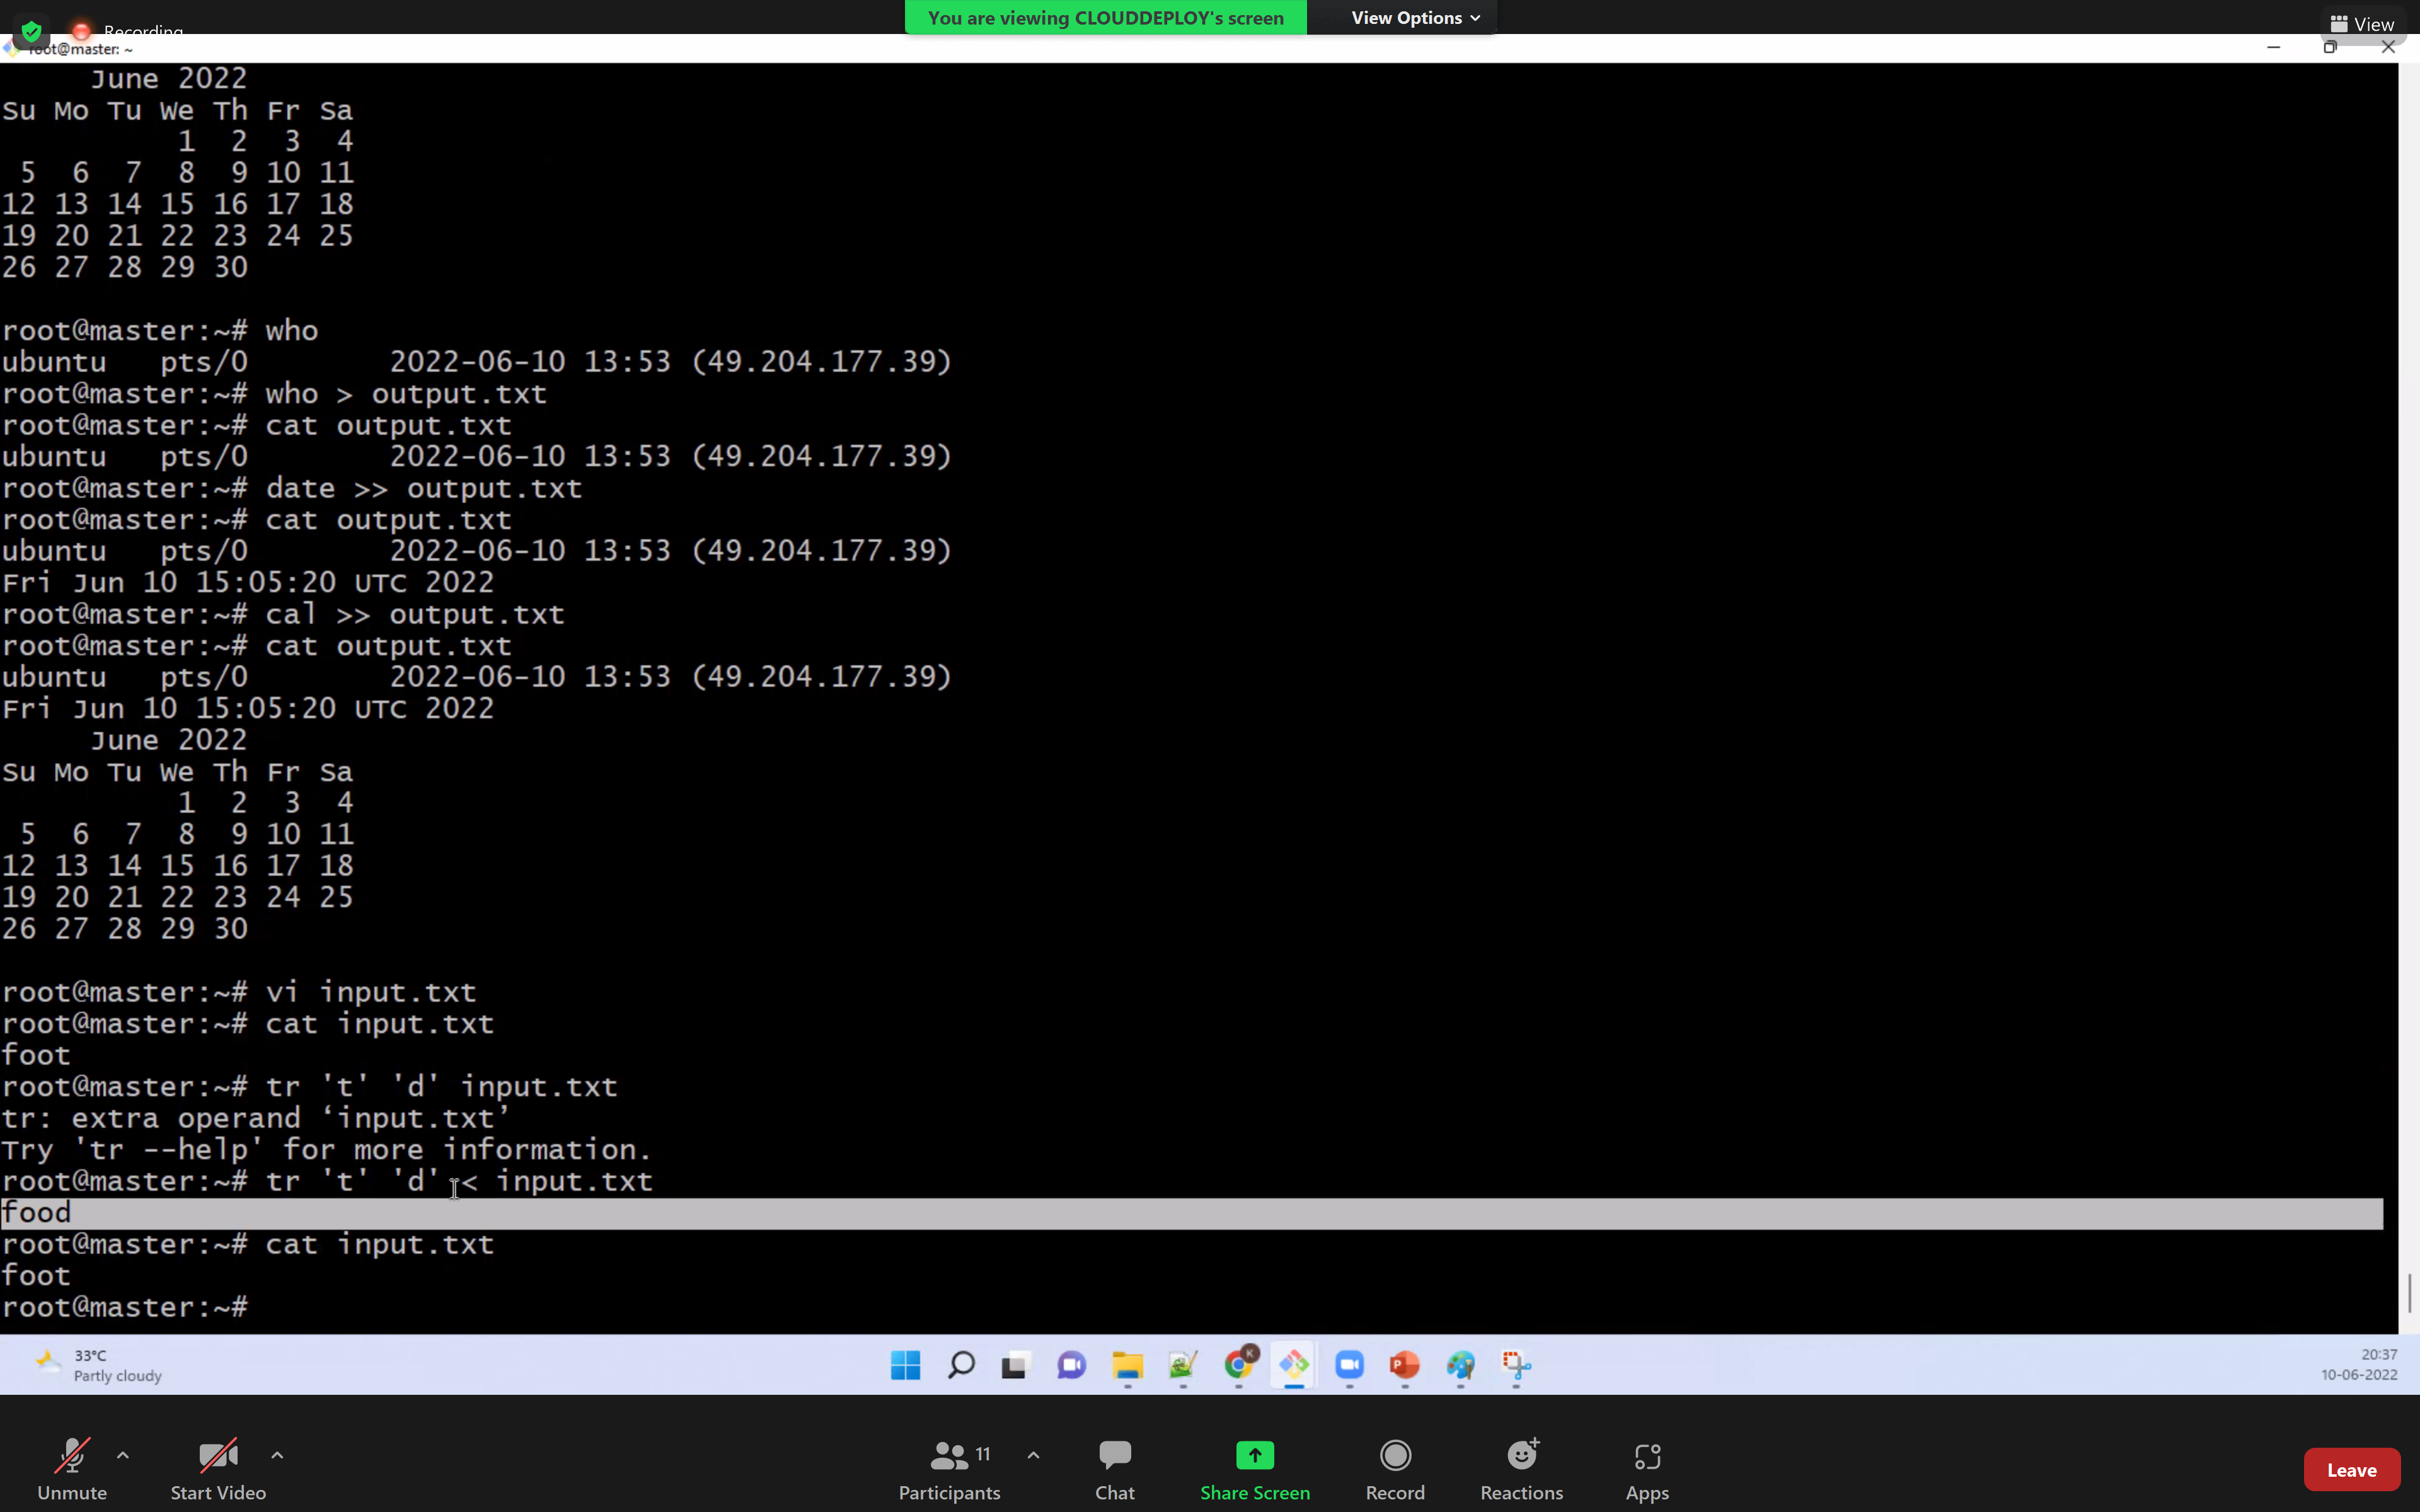 You are viewing CLOUDDEPLOY's screen View Options
View
Recording
root@master: ~
     June 2022
Su Mo Tu We Th Fr Sa
          1  2  3  4
 5  6  7  8  9 10 11
12 13 14 15 16 17 18
19 20 21 22 23 24 25
26 27 28 29 30
root@master:~# who
ubuntu   pts/0        2022-06-10 13:53 (49.204.177.39)
root@master:~# who > output.txt
root@master:~# cat output.txt
ubuntu   pts/0        2022-06-10 13:53 (49.204.177.39)
root@master:~# date >> output.txt
root@master:~# cat output.txt
ubuntu   pts/0        2022-06-10 13:53 (49.204.177.39)
Fri Jun 10 15:05:20 UTC 2022
root@master:~# cal >> output.txt
root@master:~# cat output.txt
ubuntu   pts/0        2022-06-10 13:53 (49.204.177.39)
Fri Jun 10 15:05:20 UTC 2022
     June 2022
Su Mo Tu We Th Fr Sa
          1  2  3  4
 5  6  7  8  9 10 11
12 13 14 15 16 17 18
19 20 21 22 23 24 25
26 27 28 29 30
root@master:~# vi input.txt
root@master:~# cat input.txt
foot
root@master:~# tr 't' 'd' input.txt
tr: extra operand ‘input.txt’
Try 'tr --help' for more information.
root@master:~# tr 't' 'd' < input.txt
food
root@master:~# cat input.txt
foot
root@master:~#
33°C
Partly cloudy
K
P
20:37
10-06-2022
11
Unmute
Start Video
Participants
Chat
Share Screen
Record
Reactions
Apps
Leave